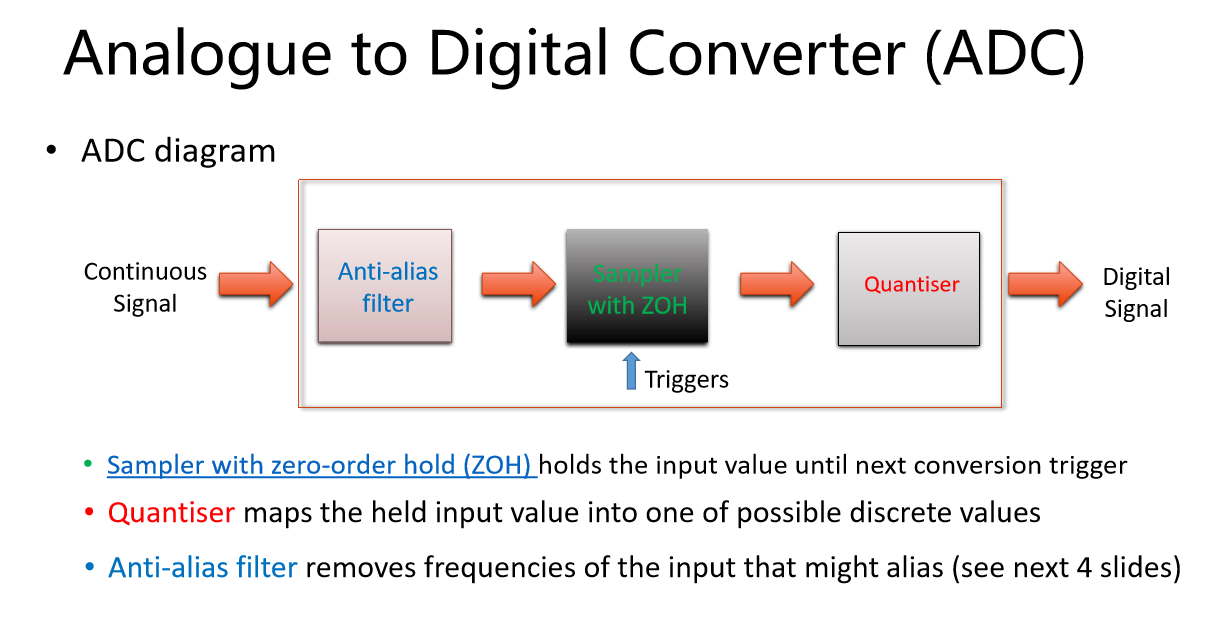 Analogue to Digital Converter (ADC)
• ADC diagram
Continuous
Signal
Anti-alias
filter
Sampler
with ZOH
Quantiser
Digital
Signal
Triggers
• Sampler with zero-order hold (ZOH) holds the input value until next conversion trigger
• Quantiser maps the held input value into one of possible discrete values
• Anti-alias filter removes frequencies of the input that might alias (see next 4 slides)